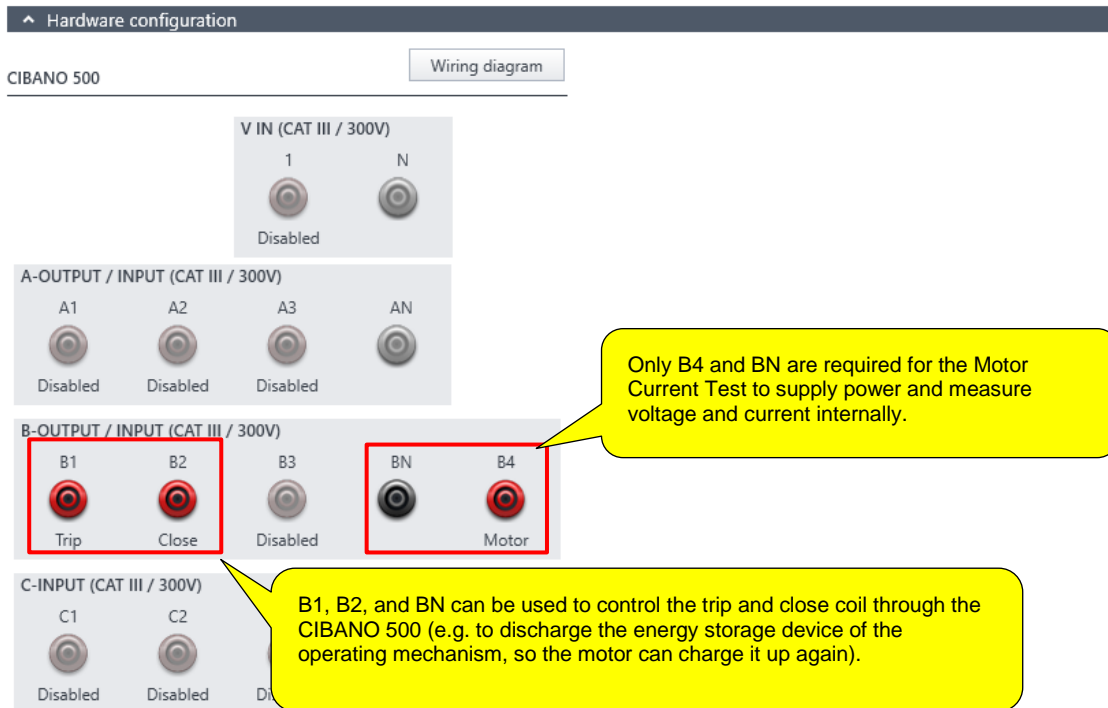 Hardware configuration
CIBANO 500
Wiring diagram
V IN (CAT III / 300V)
1 N
Disabled
A-OUTPUT / INPUT (CAT III / 300V)
A1 A2 A3 AN
Disabled Disabled Disabled
Only B4 and BN are required for the Motor
Current Test to supply power and measure
voltage and current internally.
B-OUTPUT / INPUT (CAT III / 300V)
B1 B2 B3 BN B4
Trip Close Disabled Motor
C-INPUT (CAT III / 300V)
C1 C2
Disabled Disabled
B1, B2, and BN can be used to control the trip and close coil through the
CIBANO 500 (e.g. to discharge the energy storage device of the
operating mechanism, so the motor can charge it up again).